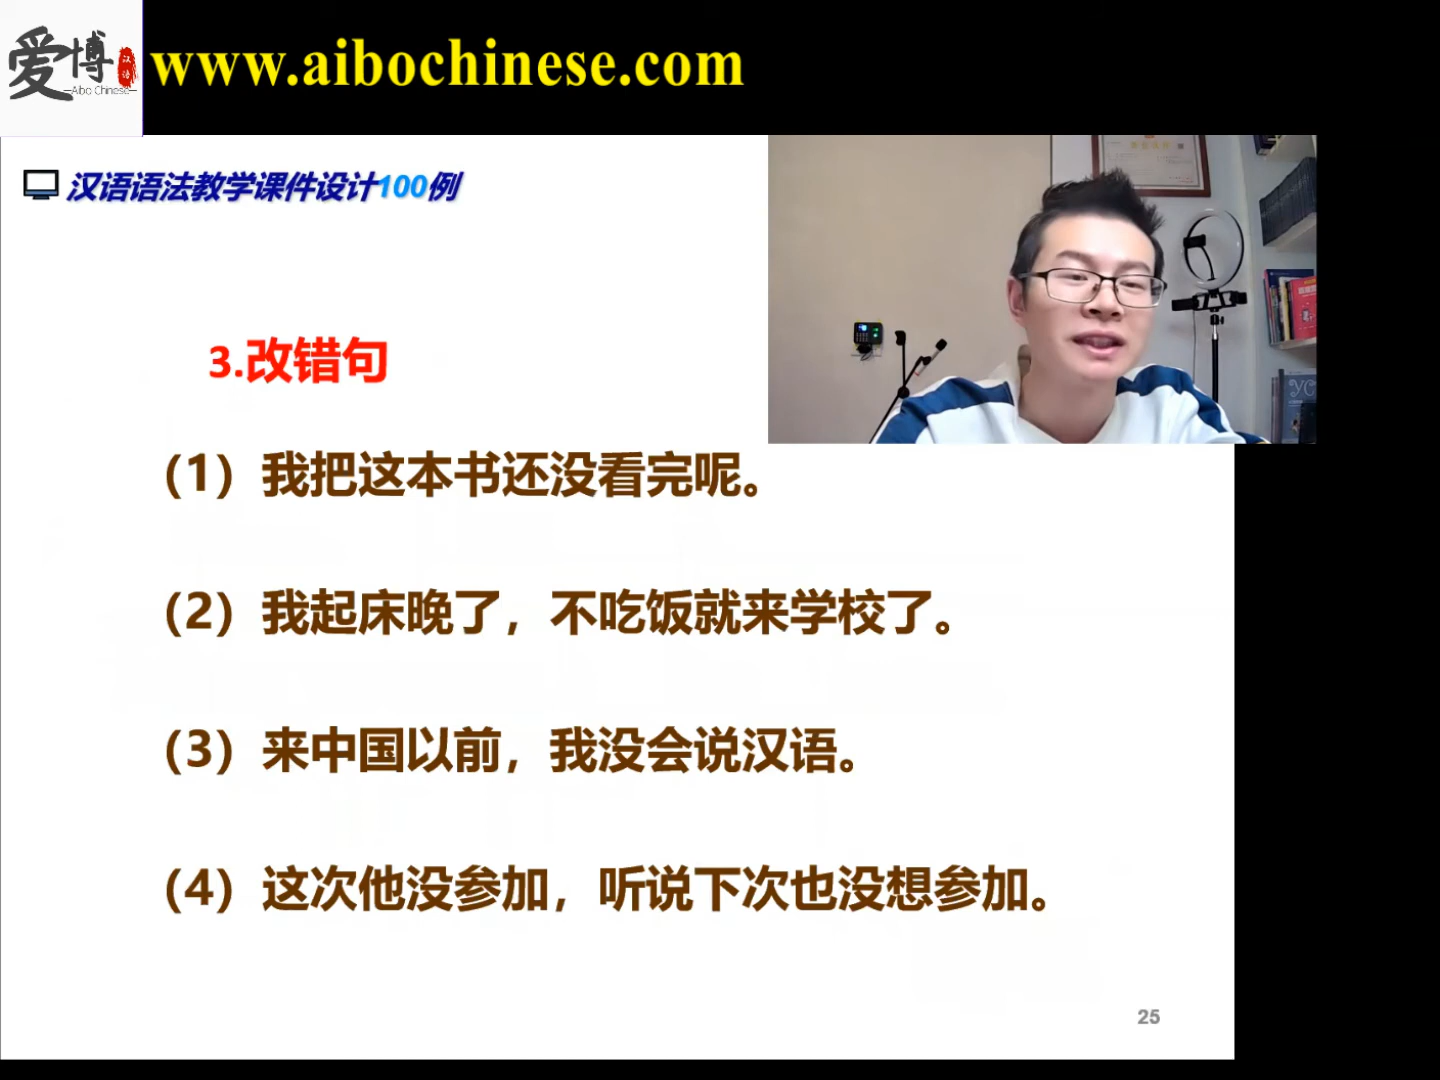 爱博
汉语
Aibo Chinese
www.aibochinese.com
汉语语法教学课件设计100例
3.改错句
（1）我把这本书还没看完呢。
（2）我起床晚了，不吃饭就来学校了。
（3）来中国以前，我没会说汉语。
（4）这次他没参加，听说下次也没想参加。
25